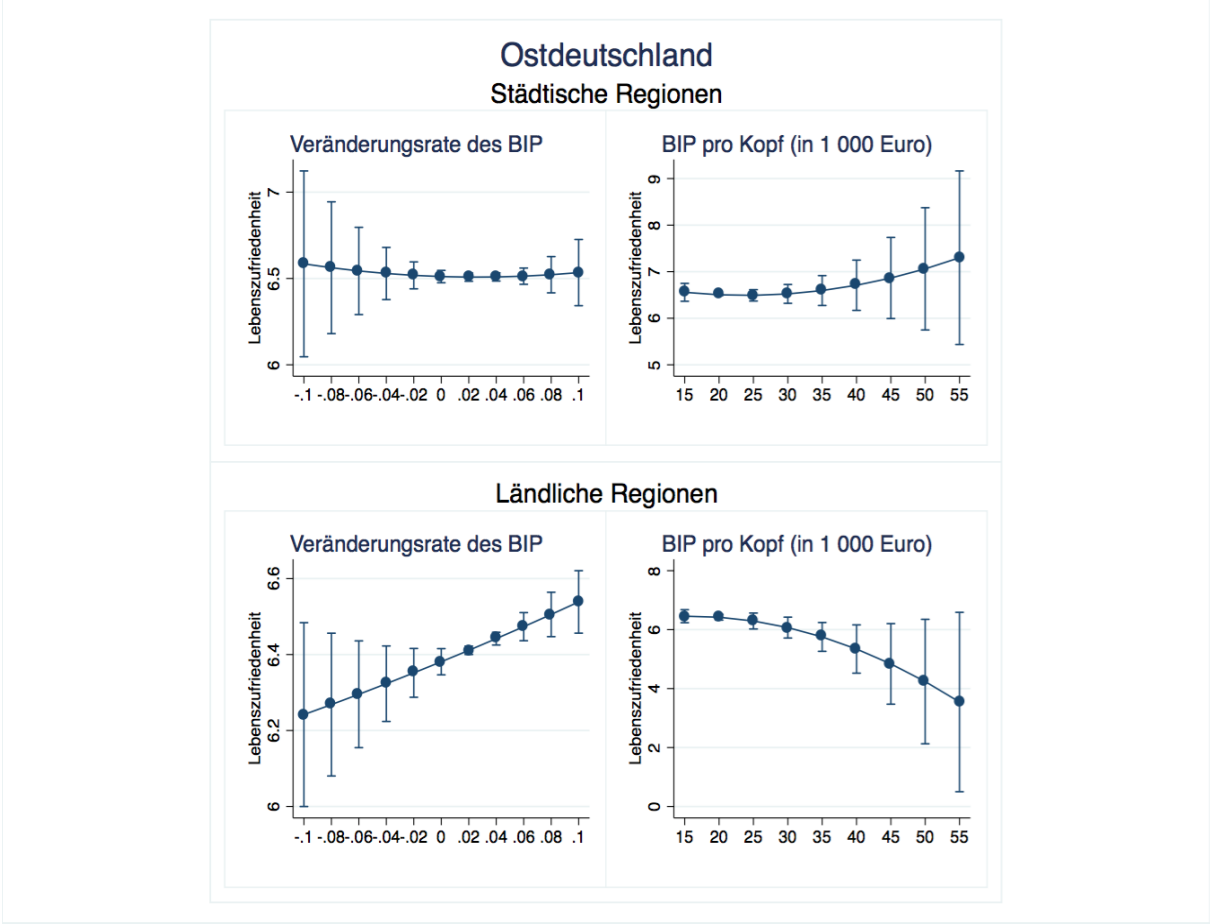 Ostdeutschland
Städtische Regionen
Veränderungsrate des BIP
Lebenszufriedenheit
7
6.5
6
-.1 -.08-.06-.04-.02 0 .02 .04 .06 .08 .1
BIP pro Kopf (in 1 000 Euro)
Lebenszufriedenheit
9
8
7
6
5
15 20 25 30 35 40 45 50 55
Ländliche Regionen
Veränderungsrate des BIP
Lebenszufriedenheit
6.6
6.4
6.2
6
-.1 -.08-.06-.04-.02 0 .02 .04 .06 .08 .1
BIP pro Kopf (in 1 000 Euro)
Lebenszufriedenheit
8
6
4
2
0
15 20 25 30 35 40 45 50 55